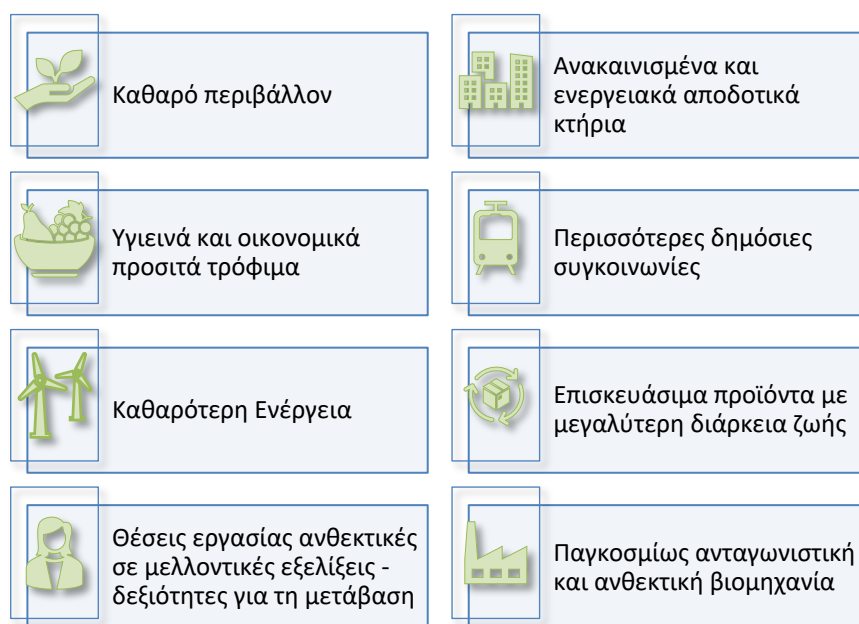 Καθαρό περιβάλλον
Ανακαινισμένα και
ενεργειακά αποδοτικά
κτήρια
Υγιεινά και οικονομικά
προσιτά τρόφιμα
Περισσότερες δημόσιες
συγκοινωνίες
Καθαρότερη Ενέργεια
Επισκευάσιμα προϊόντα με
μεγαλύτερη διάρκεια ζωής
Θέσεις εργασίας ανθεκτικές
σε μελλοντικές εξελίξεις -
δεξιότητες για τη μετάβαση
Παγκοσμίως ανταγωνιστική
και ανθεκτική βιομηχανία